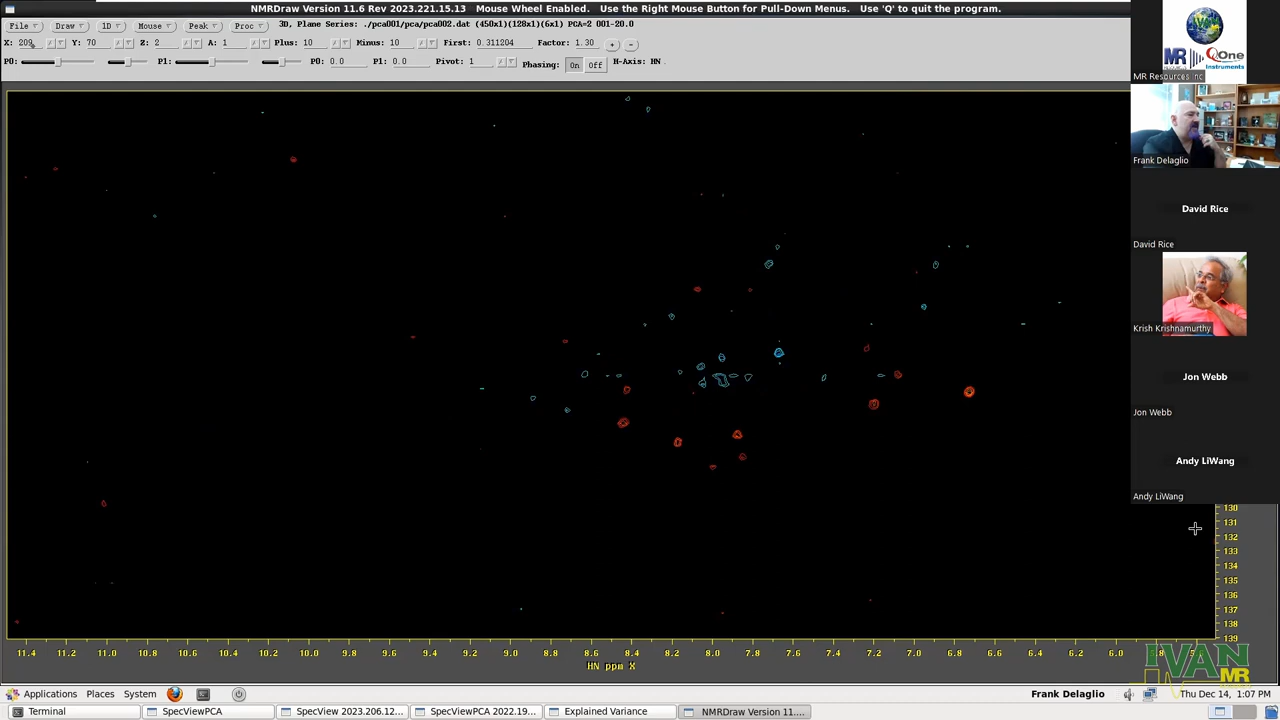 NMRDraw Version 11.6 Rev 2023.221.15.13 Mouse Wheel Enabled. Use the Right Mouse Button for Pull-Down Menus. Use 'Q' to quit the program.
File Draw 1D Mouse Peak Proc 3D, Plane Series: ./pca001/pca/pca002.dat (450x1)(128x1)(6x1) PCA=2 001-20.0
X: 209 Y: 70 Z: 2 A: 1 Plus: 10 Minus: 10 First: 0.311204 Factor: 1.30 + -
P0: P1: P0: 0.0 P1: 0.0 Pivot: 1 Phasing: On Off H-Axis: HN
MR QOne
Instruments
MR Resources Inc
Frank Delaglio
David Rice
David Rice
Krish Krishnamurthy
Jon Webb
Jon Webb
Andy LiWang
Andy LiWang
130
131
132
133
134
135
136
137
138
139
11.4 11.2 11.0 10.8 10.6 10.4 10.2 10.0 9.8 9.6 9.4 9.2 9.0 8.8 8.6 8.4 8.2 8.0 7.8 7.6 7.4 7.2 7.0 6.8 6.6 6.4 6.2 6.0
HN ppm X
IVAN
MR
Applications Places System Frank Delaglio Thu Dec 14, 1:07 PM
Terminal SpecViewPCA SpecView 2023.206.12... SpecViewPCA 2022.19... Explained Variance NMRDraw Version 11....